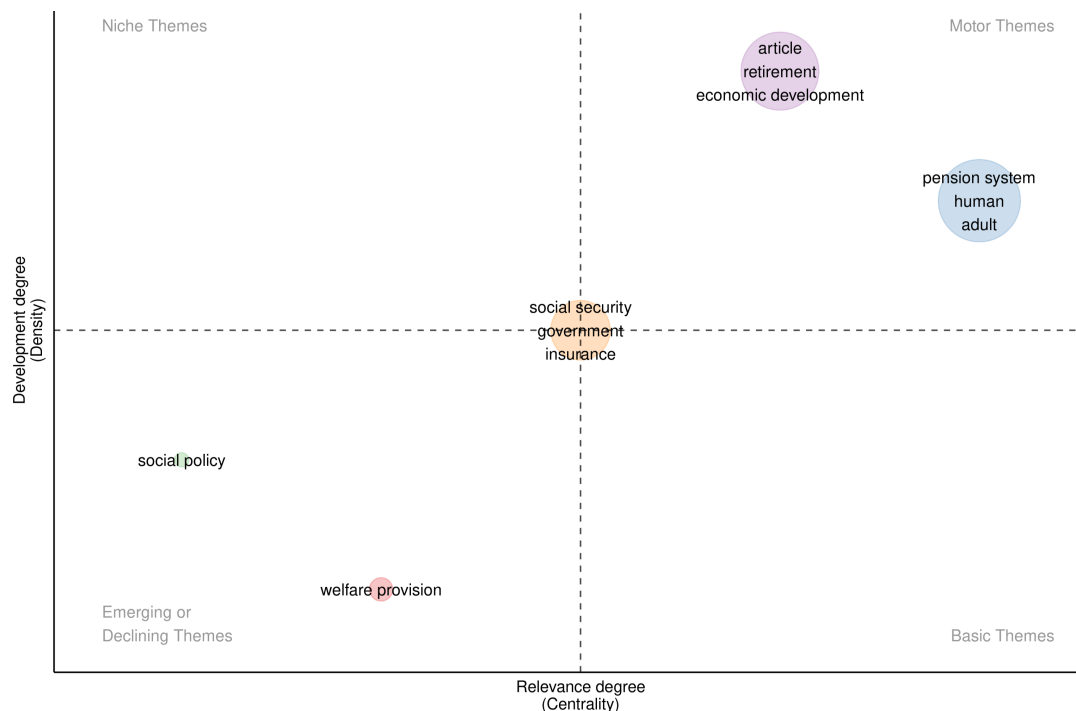 Niche Themes
Motor Themes
article
retirement
economic development
pension system
human
adult
social security
government
insurance
Development degree
(Density)
social policy
welfare provision
Emerging or
Declining Themes
Basic Themes
Relevance degree
(Centrality)